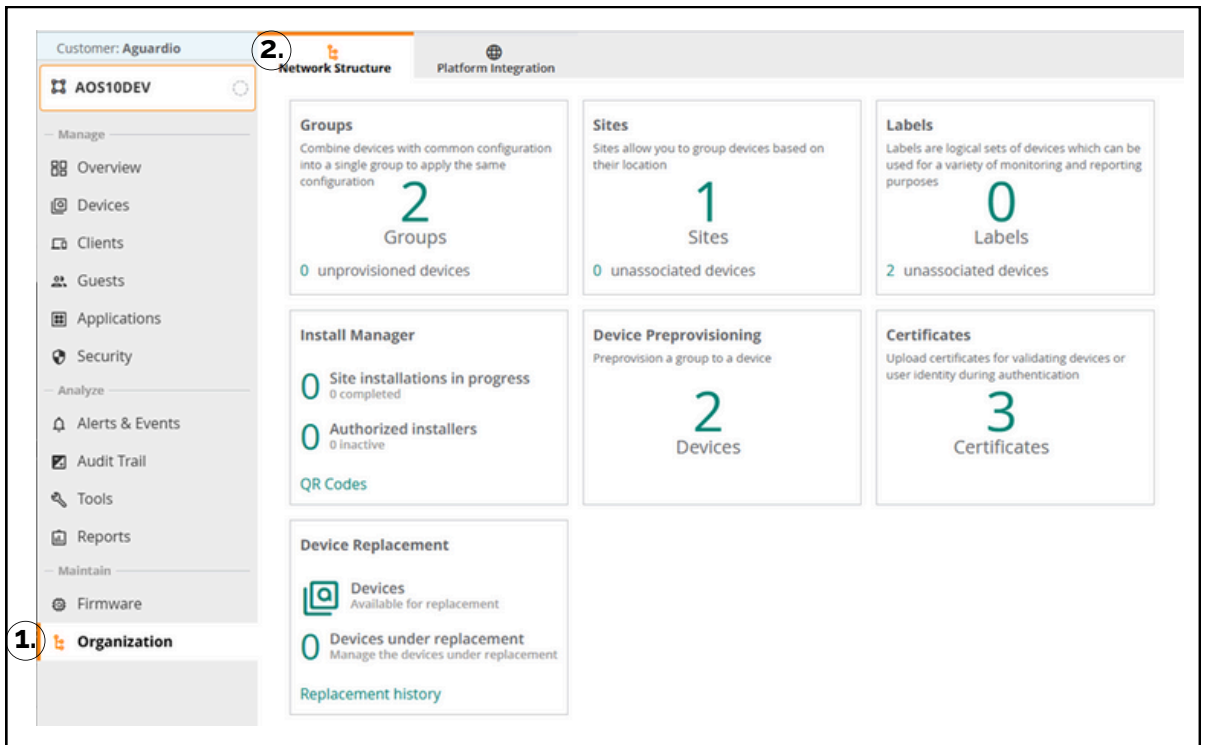 Customer: Aguardio
AOS10DEV
Manage
Overview
Devices
Clients
Guests
Applications
Security
Analyze
Alerts & Events
Audit Trail
Tools
Reports
Maintain
Firmware
1.
Organization
2.
Network Structure
Platform Integration
Groups
Combine devices with common configuration
into a single group to apply the same
configuration
2
Groups
0 unprovisioned devices
Sites
Sites allow you to group devices based on
their location
1
Sites
0 unassociated devices
Labels
Labels are logical sets of devices which can be
used for a variety of monitoring and reporting
purposes
0
Labels
2 unassociated devices
Install Manager
0 Site installations in progress
0 completed
0 Authorized installers
0 inactive
QR Codes
Device Preprovisioning
Preprovision a group to a device
2
Devices
Certificates
Upload certificates for validating devices or
user identity during authentication
3
Certificates
Device Replacement
Devices
Available for replacement
0 Devices under replacement
Manage the devices under replacement
Replacement history